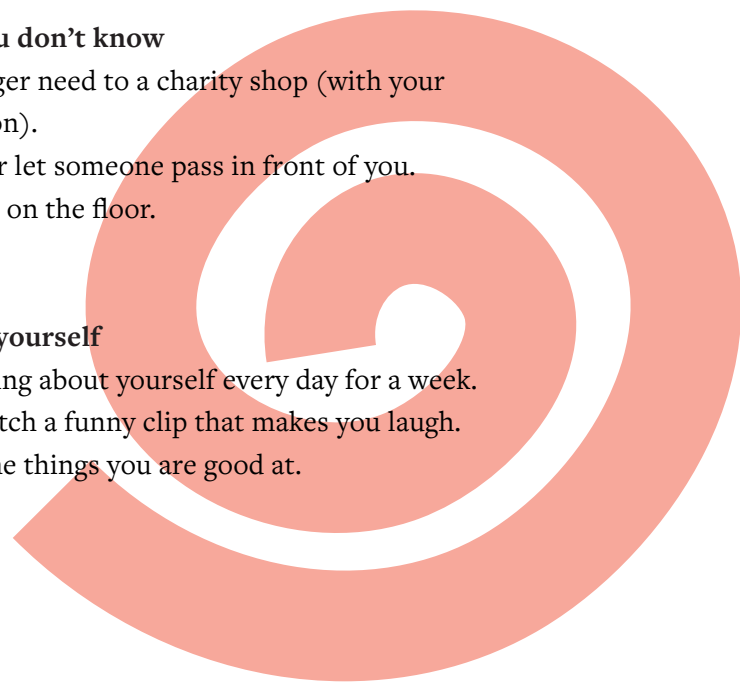 u don’t know
ger need to a charity shop (with your
on).
r let someone pass in front of you.
on the floor.
yourself
ing about yourself every day for a week.
tch a funny clip that makes you laugh.
ne things you are good at.